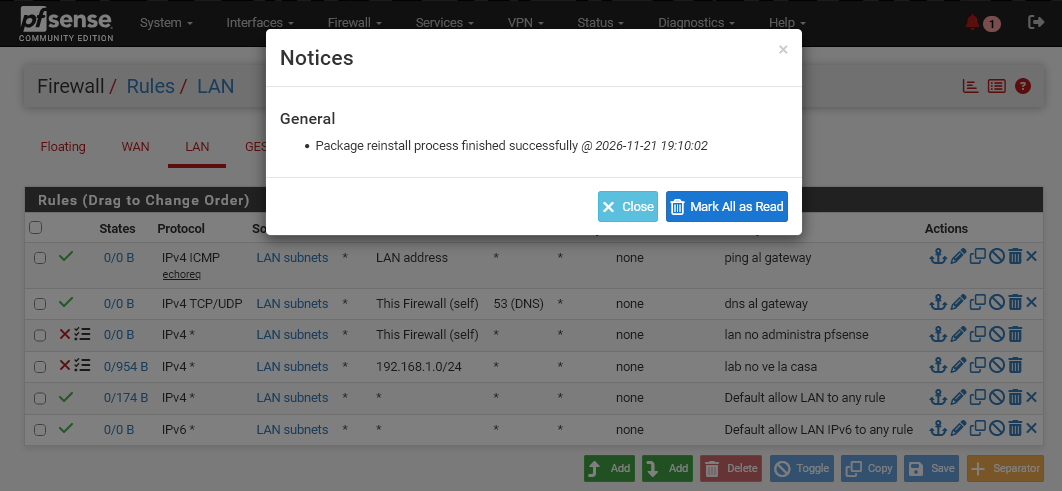 pfsense
COMMUNITY EDITION
System Interfaces Firewall Services VPN Status Diagnostics Help 1
Notices ×
Firewall / Rules / LAN
General
• Package reinstall process finished successfully @ 2026-11-21 19:10:02
Floating WAN LAN GES
Close Mark All as Read
Rules (Drag to Change Order)
States Protocol So Actions
0/0 B IPv4 ICMP LAN subnets * LAN address * * none ping al gateway
echoreq
0/0 B IPv4 TCP/UDP LAN subnets * This Firewall (self) 53 (DNS) * none dns al gateway
0/0 B IPv4 * LAN subnets * This Firewall (self) * * none lan no administra pfsense
0/954 B IPv4 * LAN subnets * 192.168.1.0/24 * * none lab no ve la casa
0/174 B IPv4 * LAN subnets * * * * none Default allow LAN to any rule
0/0 B IPv6 * LAN subnets * * * * none Default allow LAN IPv6 to any rule
Add Add Delete Toggle Copy Save Separator